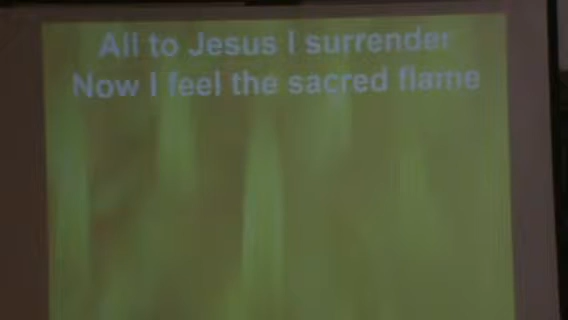 All to Jesus I surrender
Now I feel the sacred flame